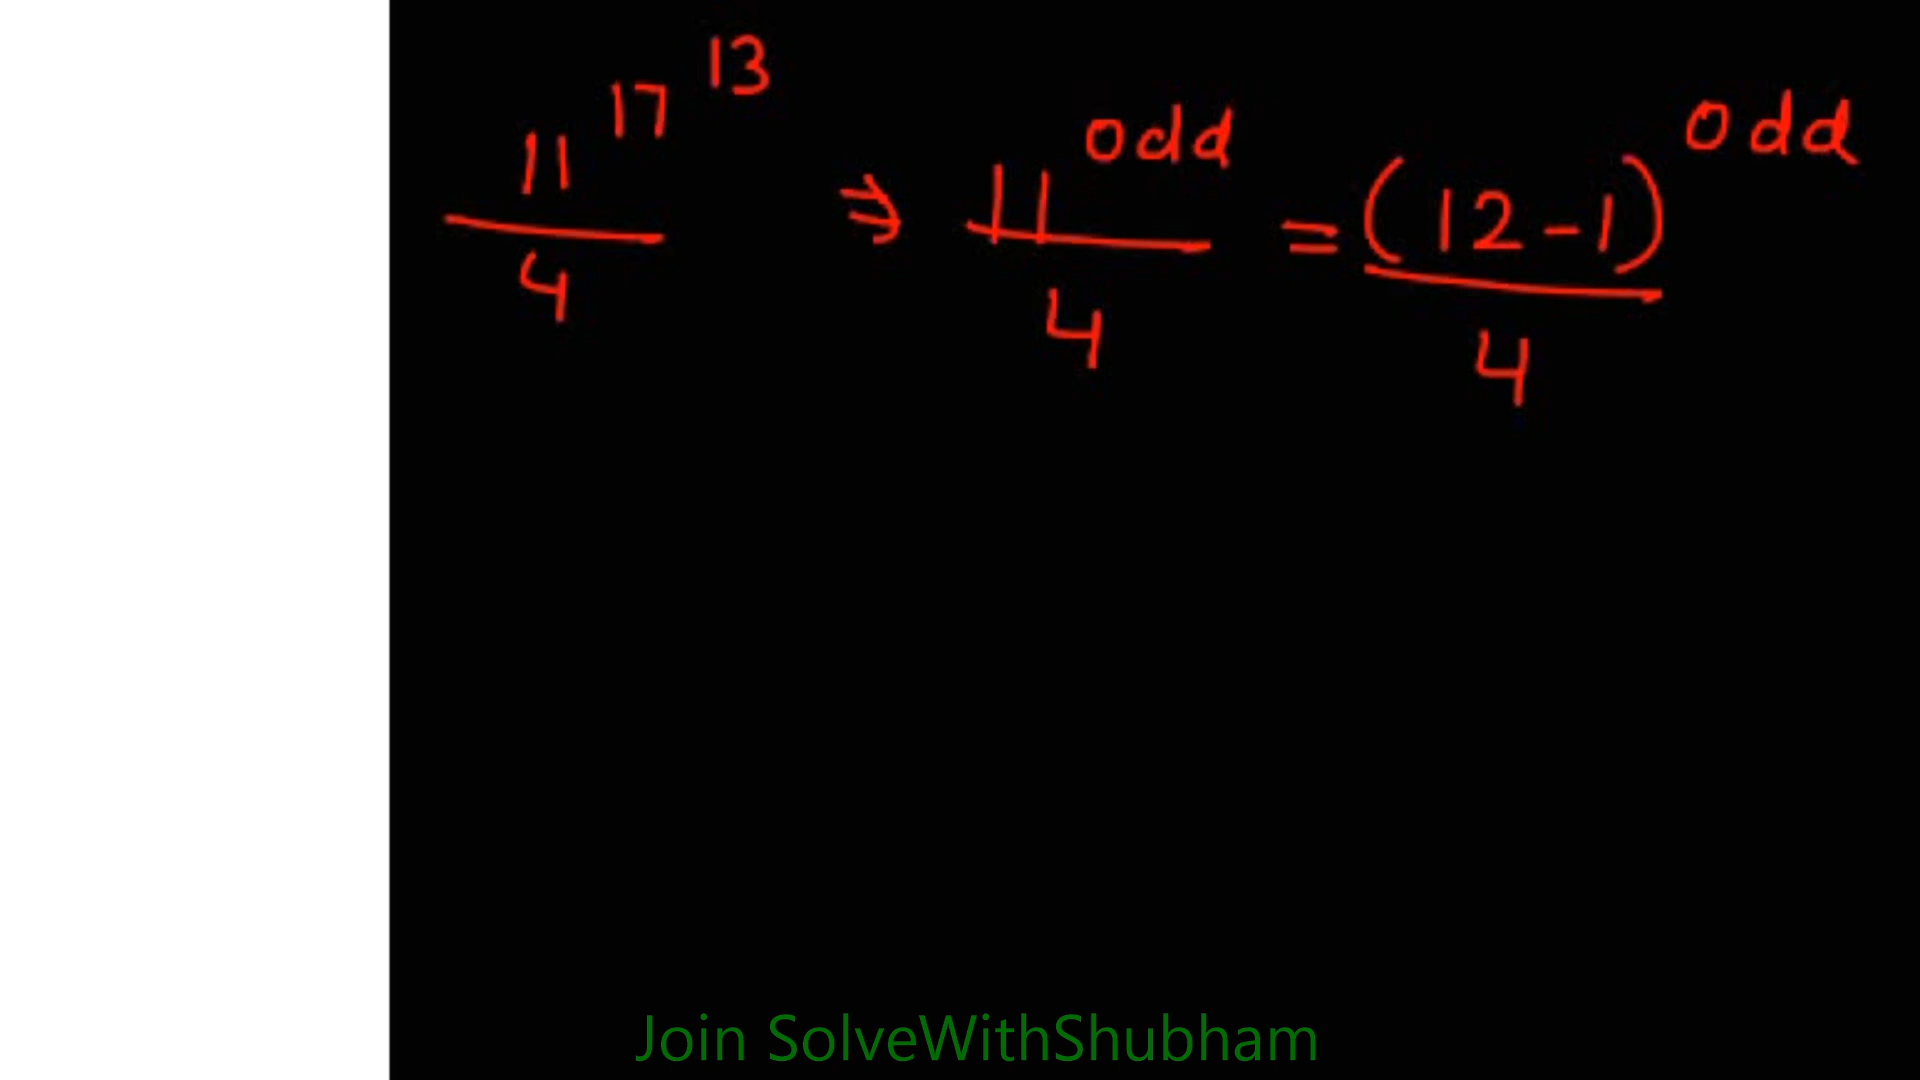 11^17^13 / 4 ⇒ 11^odd / 4 = (12-1)^odd / 4
Join SolveWithShubham